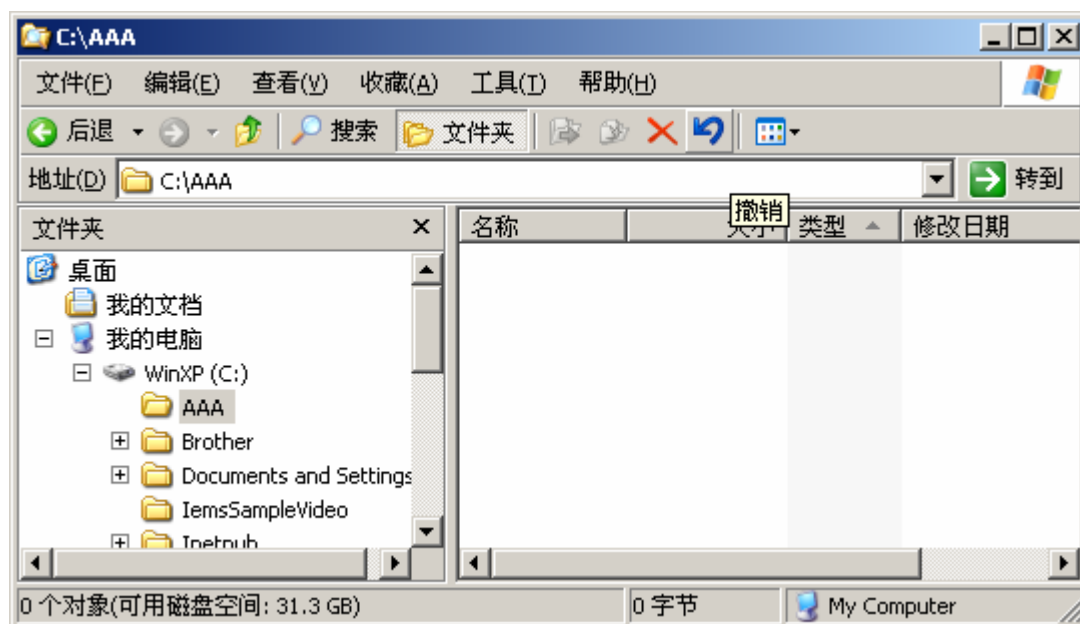 C:\AAA
文件(F) 编辑(E) 查看(V) 收藏(A) 工具(T) 帮助(H)
后退 搜索 文件夹
地址(D) C:\AAA 转到
撤销
文件夹 名称 大小 类型 修改日期
桌面
我的文档
我的电脑
WinXP (C:)
AAA
Brother
Documents and Settings
IemsSampleVideo
Inetpub
0 个对象(可用磁盘空间: 31.3 GB) 0 字节 My Computer